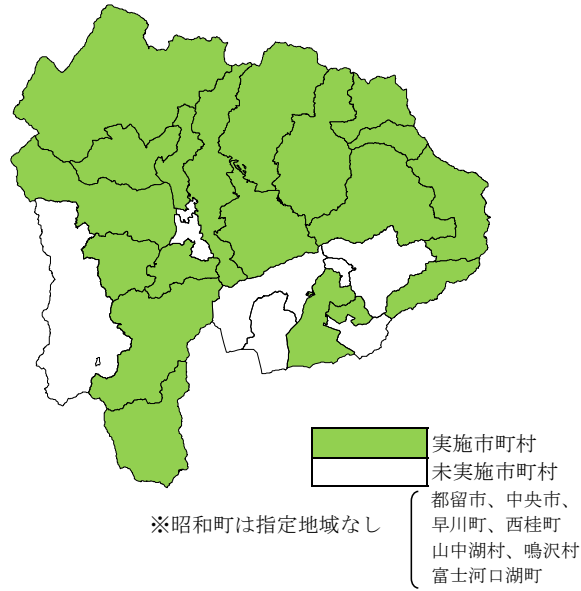 実施市町村
未実施市町村
都留市、中央市、
※昭和町は指定地域なし
早川町、西桂町
山中湖村、鳴沢村
富士河口湖町